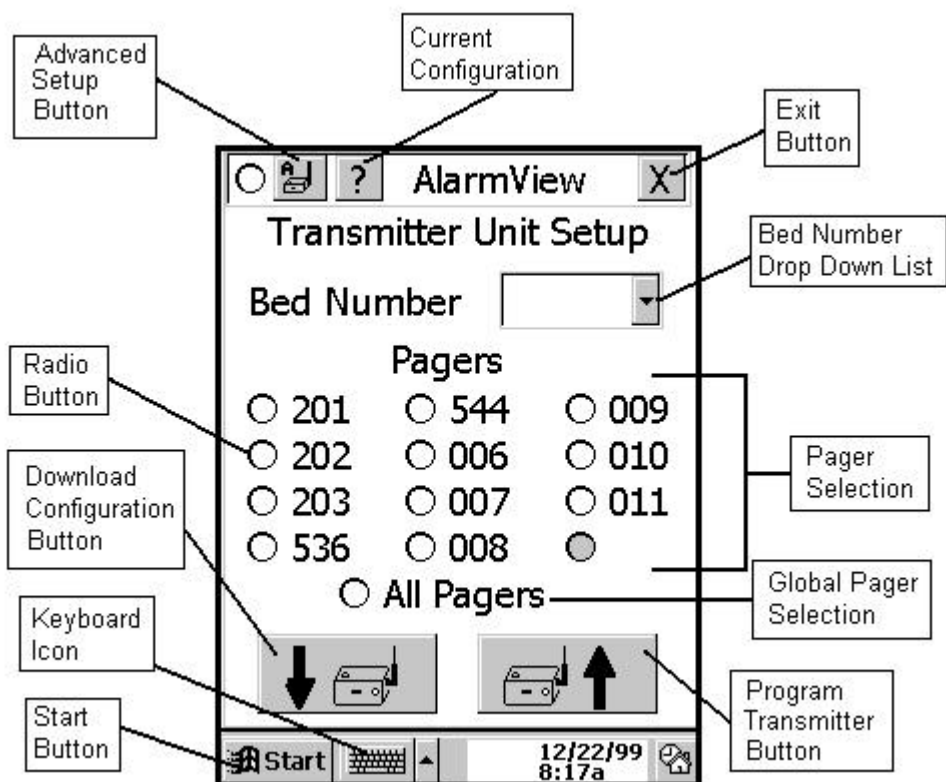 Advanced
Setup
Button
Current
Configuration
Exit
Button
A
?
AlarmView
X
Transmitter Unit Setup
Bed Number
Bed Number
Drop Down List
Radio
Button
Pagers
201 544 009
202 006 010
203 007 011
536 008
All Pagers
Pager
Selection
Download
Configuration
Button
Global Pager
Selection
Keyboard
Icon
Program
Transmitter
Button
Start
Button
Start
12/22/99
8:17a